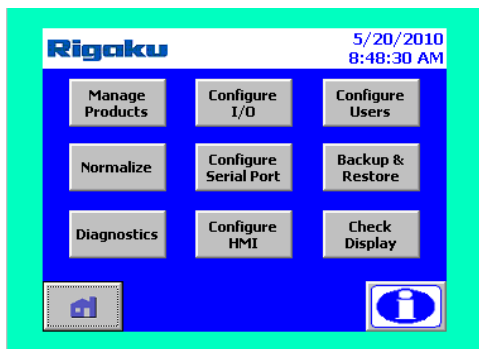 Rigaku
5/20/2010
8:48:30 AM
Manage
Products
Configure
I/O
Configure
Users
Normalize
Configure
Serial Port
Backup &
Restore
Diagnostics
Configure
HMI
Check
Display
i